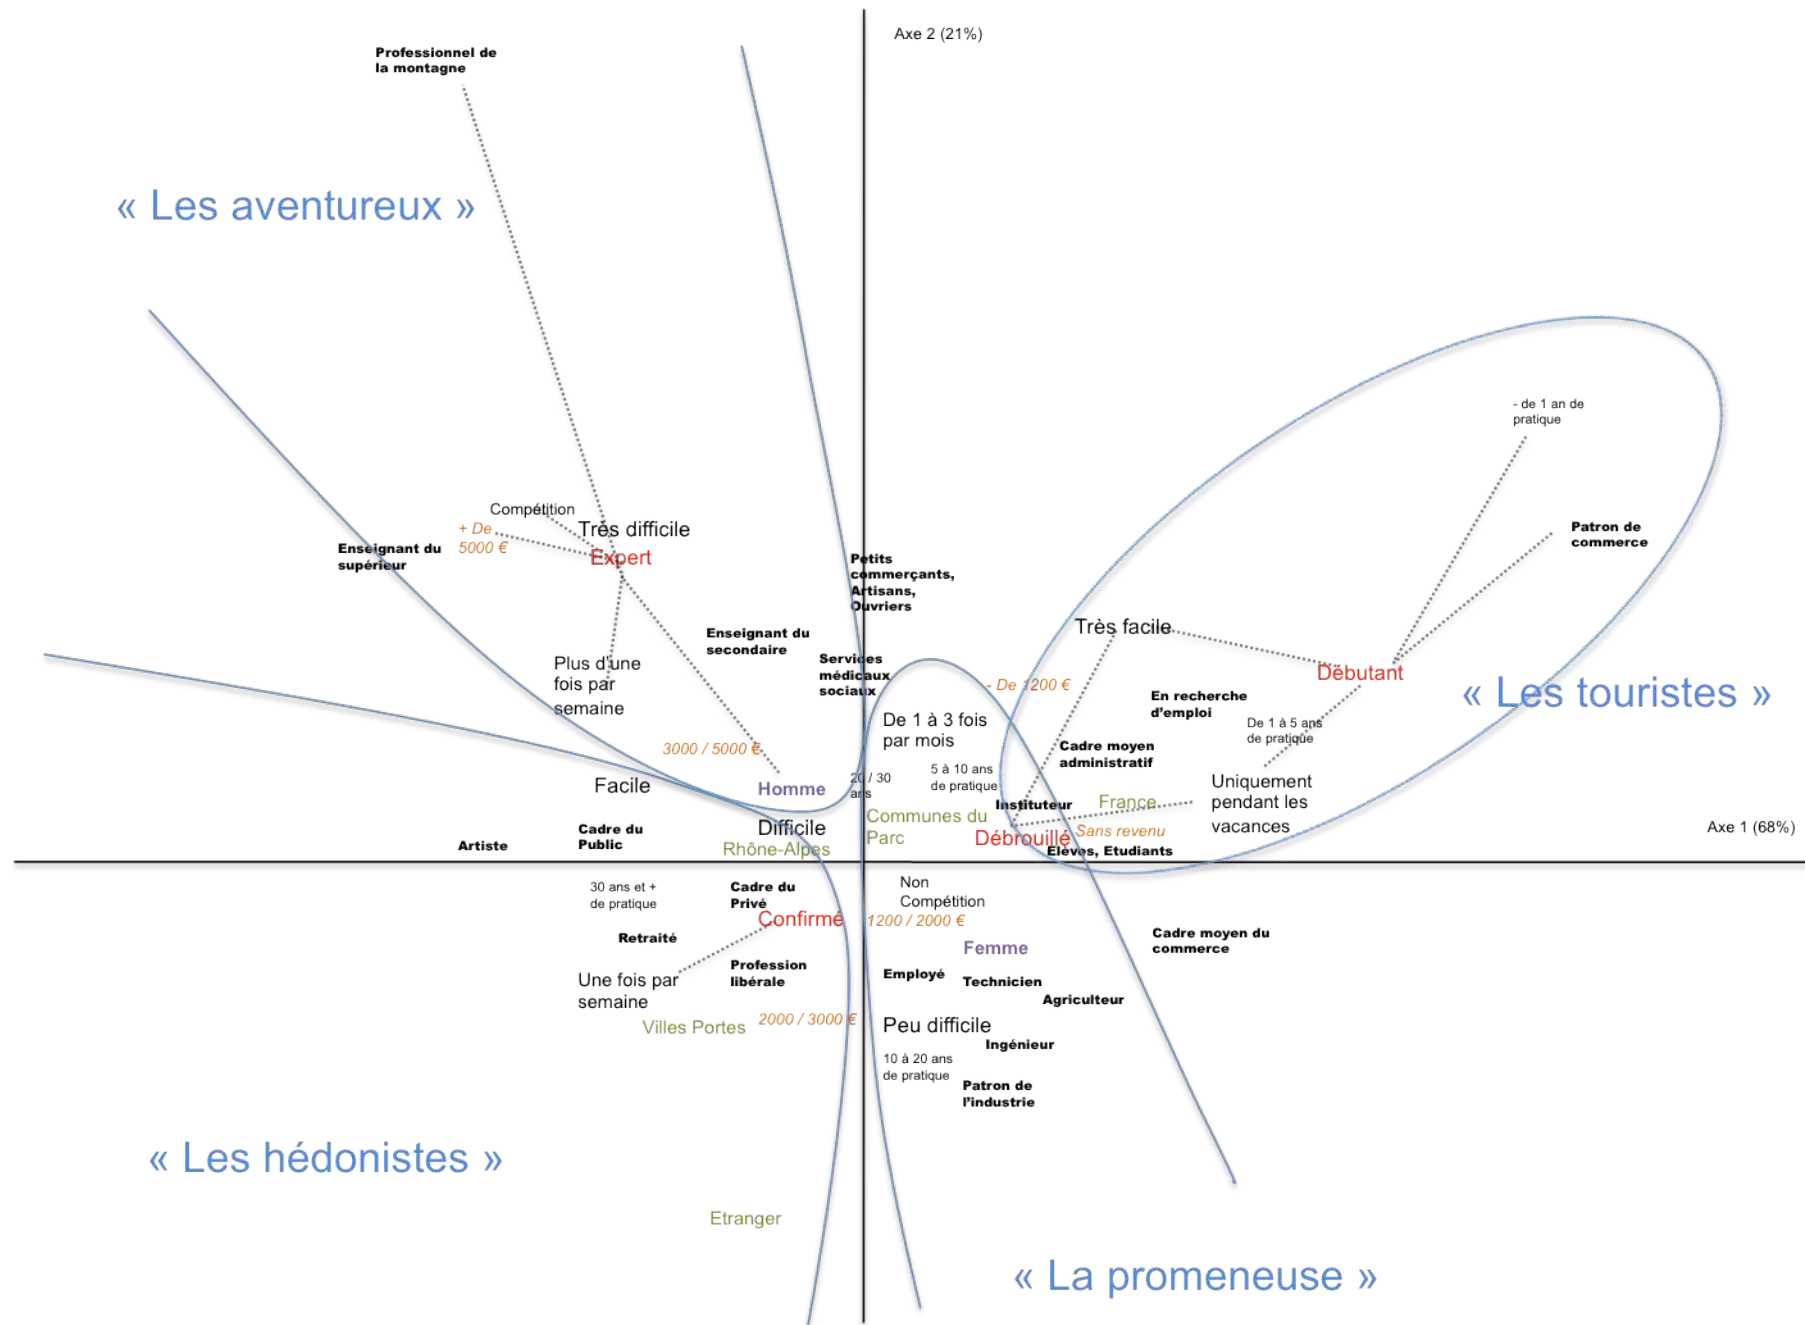 Axe 2 (21%)
Professionnel de
la montagne
« Les aventureux »
- de 1 an de
pratique
Compétition
+ De
5000 €
Très difficile
Expert
Enseignant du
supérieur
Patron de
commerce
Petits
commerçants,
Artisans,
Ouvriers
Très facile
Enseignant du
secondaire
Services
médicaux
sociaux
Plus d'une
fois par
semaine
- De 1200 €
Débutant
« Les touristes »
En recherche
d'emploi
De 1 à 5 ans
de pratique
De 1 à 3 fois
par mois
3000 / 5000 €
Cadre moyen
administratif
Facile
Homme
20 / 30
ans
5 à 10 ans
de pratique
Uniquement
pendant les
vacances
Instituteur
France
Communes du
Parc
Difficile
Rhône-Alpes
Débrouillé
Sans revenu
Elèves, Etudiants
Axe 1 (68%)
Artiste
Cadre du
Public
30 ans et +
de pratique
Cadre du
Privé
Confirmé
Non
Compétition
1200 / 2000 €
Retraité
Femme
Cadre moyen du
commerce
Une fois par
semaine
Profession
libérale
Employé
Technicien
Agriculteur
Villes Portes
2000 / 3000 €
Peu difficile
Ingénieur
10 à 20 ans
de pratique
Patron de
l'industrie
« Les hédonistes »
Etranger
« La promeneuse »